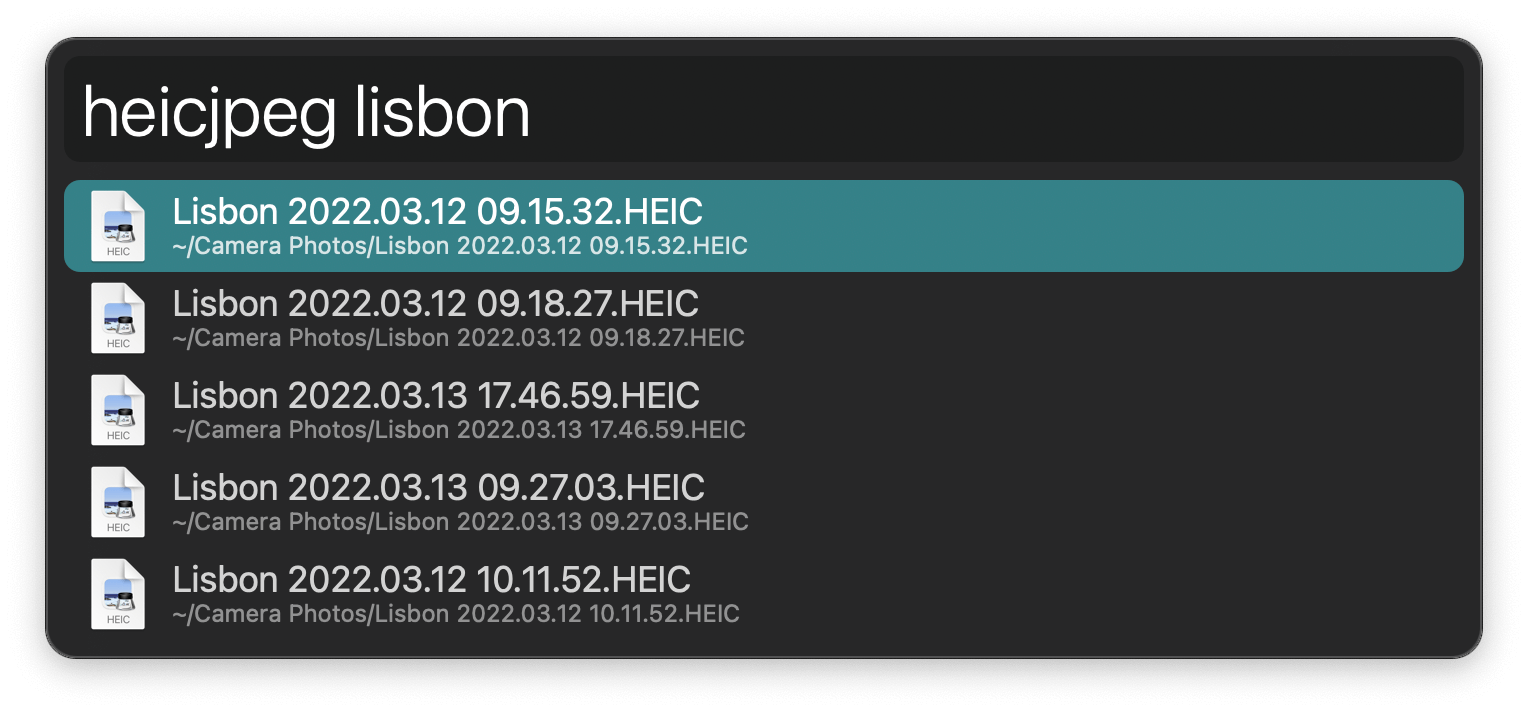 heicjpeg lisbon
Lisbon 2022.03.12 09.15.32.HEIC
~/Camera Photos/Lisbon 2022.03.12 09.15.32.HEIC
HEIC
Lisbon 2022.03.12 09.18.27.HEIC
~/Camera Photos/Lisbon 2022.03.12 09.18.27.HEIC
HEIC
Lisbon 2022.03.13 17.46.59.HEIC
~/Camera Photos/Lisbon 2022.03.13 17.46.59.HEIC
HEIC
Lisbon 2022.03.13 09.27.03.HEIC
~/Camera Photos/Lisbon 2022.03.13 09.27.03.HEIC
HEIC
Lisbon 2022.03.12 10.11.52.HEIC
~/Camera Photos/Lisbon 2022.03.12 10.11.52.HEIC
HEIC